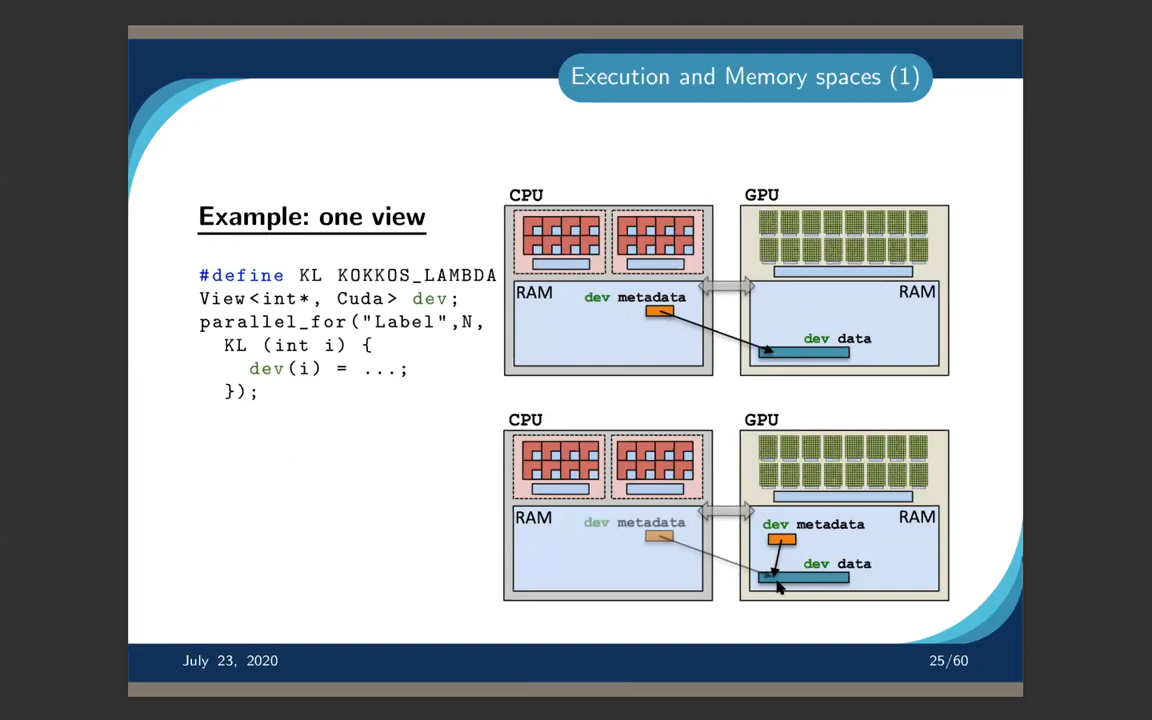 Execution and Memory spaces (1)
Example: one view
#define KL KOKKOS_LAMBDA
View<int*, Cuda> dev;
parallel_for("Label",N,
KL (int i) {
dev(i) = ...;
});
CPU
GPU
RAM
dev metadata
RAM
dev data
CPU
GPU
RAM
dev metadata
dev metadata
RAM
dev data
July 23, 2020
25/60